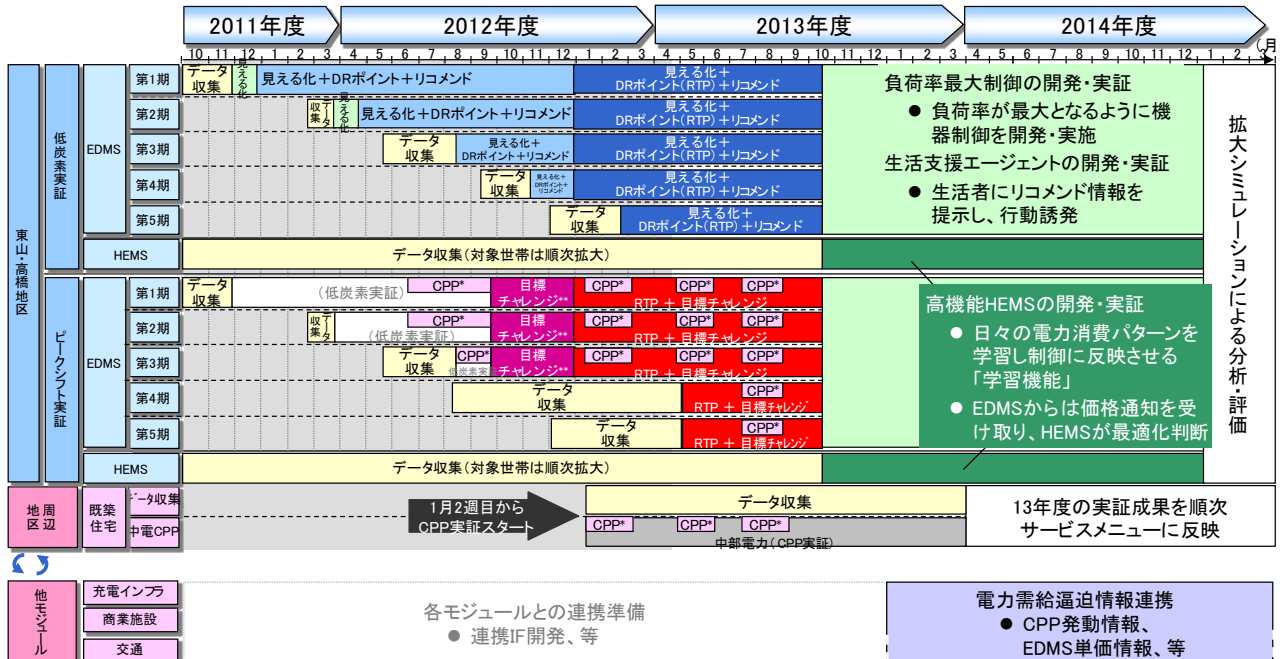 2011年度 2012年度 2013年度 2014年度
(月
10 11 12 1 2 3 4 5 6 7 8 9 10 11 12 1 2 3 4 5 6 7 8 9 10 11 12 1 2 3 4 5 6 7 8 9 10 11 12 1 2 3
東山・高橋地区
低炭素実証
EDMS
第1期
データ
収集
見える化
見える化+DRポイント+リコメンド
見える化+
DRポイント(RTP)+リコメンド
第2期
データ
収集
見える化
見える化+DRポイント+リコメンド
見える化+
DRポイント(RTP)+リコメンド
第3期
データ
収集
見える化+
DRポイント+リコメンド
見える化+
DRポイント(RTP)+リコメンド
第4期
データ
収集
見える化+
DRポイント+
リコメンド
見える化+
DRポイント(RTP)+リコメンド
第5期
データ
収集
見える化+
DRポイント(RTP)+リコメンド
HEMS
データ収集(対象世帯は順次拡大)
負荷率最大制御の開発・実証
● 負荷率が最大となるように機
器制御を開発・実施
生活支援エージェントの開発・実証
● 生活者にリコメンド情報を
提示し、行動誘発
拡大シミュレーションによる分析・評価
ピークシフト実証
EDMS
第1期
データ
収集
(低炭素実証)
CPP*
目標
チャレンジ**
CPP* CPP* CPP*
RTP + 目標チャレンジ
第2期
データ
収集
(低炭素実証)
CPP*
目標
チャレンジ**
CPP* CPP* CPP*
RTP + 目標チャレンジ
第3期
データ
収集
CPP*
低炭素実証
目標
チャレンジ**
CPP* CPP* CPP*
RTP + 目標チャレンジ
第4期
データ
収集
CPP*
RTP + 目標チャレンジ
第5期
データ
収集
CPP*
RTP + 目標チャレンジ
HEMS
データ収集(対象世帯は順次拡大)
高機能HEMSの開発・実証
● 日々の電力消費パターンを
学習し制御に反映させる
「学習機能」
● EDMSからは価格通知を受
け取り、HEMSが最適化判断
周辺
地区
既築
住宅
データ収集
中電CPP
1月2週目から
CPP実証スタート
データ収集
CPP* CPP* CPP*
中部電力(CPP実証)
13年度の実証成果を順次
サービスメニューに反映
他モジュール
充電インフラ
商業施設
交通
各モジュールとの連携準備
● 連携IF開発、等
電力需給逼迫情報連携
● CPP発動情報、
EDMS単価情報、等